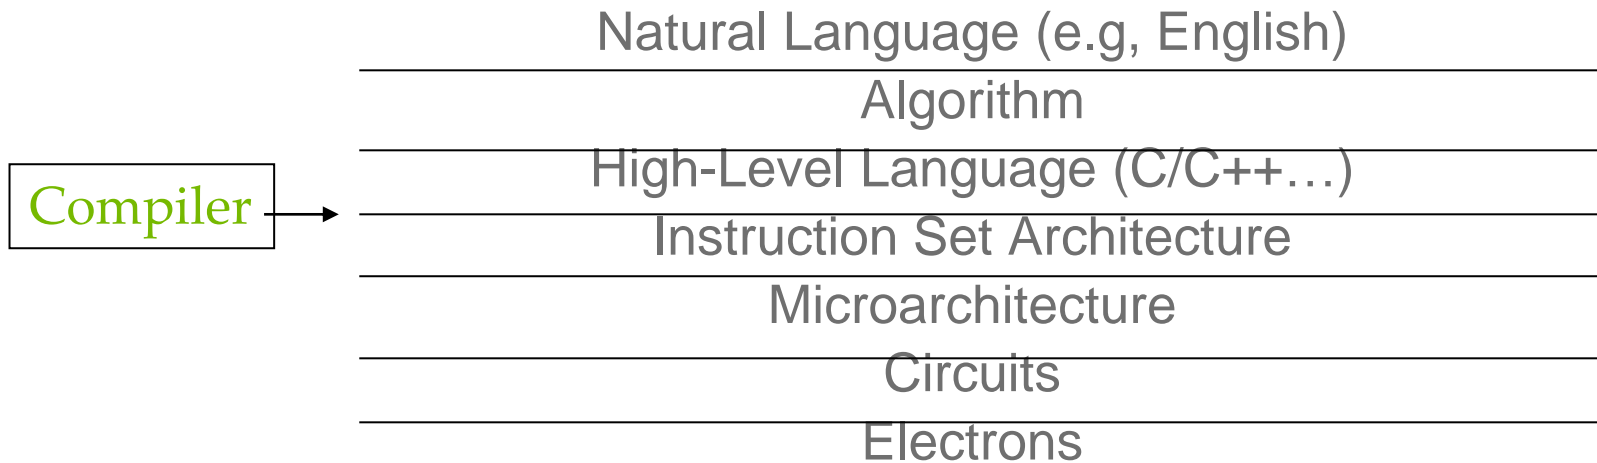 Natural Language (e.g, English)
Algorithm
High-Level Language (C/C++…)
Compiler
Instruction Set Architecture
Microarchitecture
Circuits
Electrons